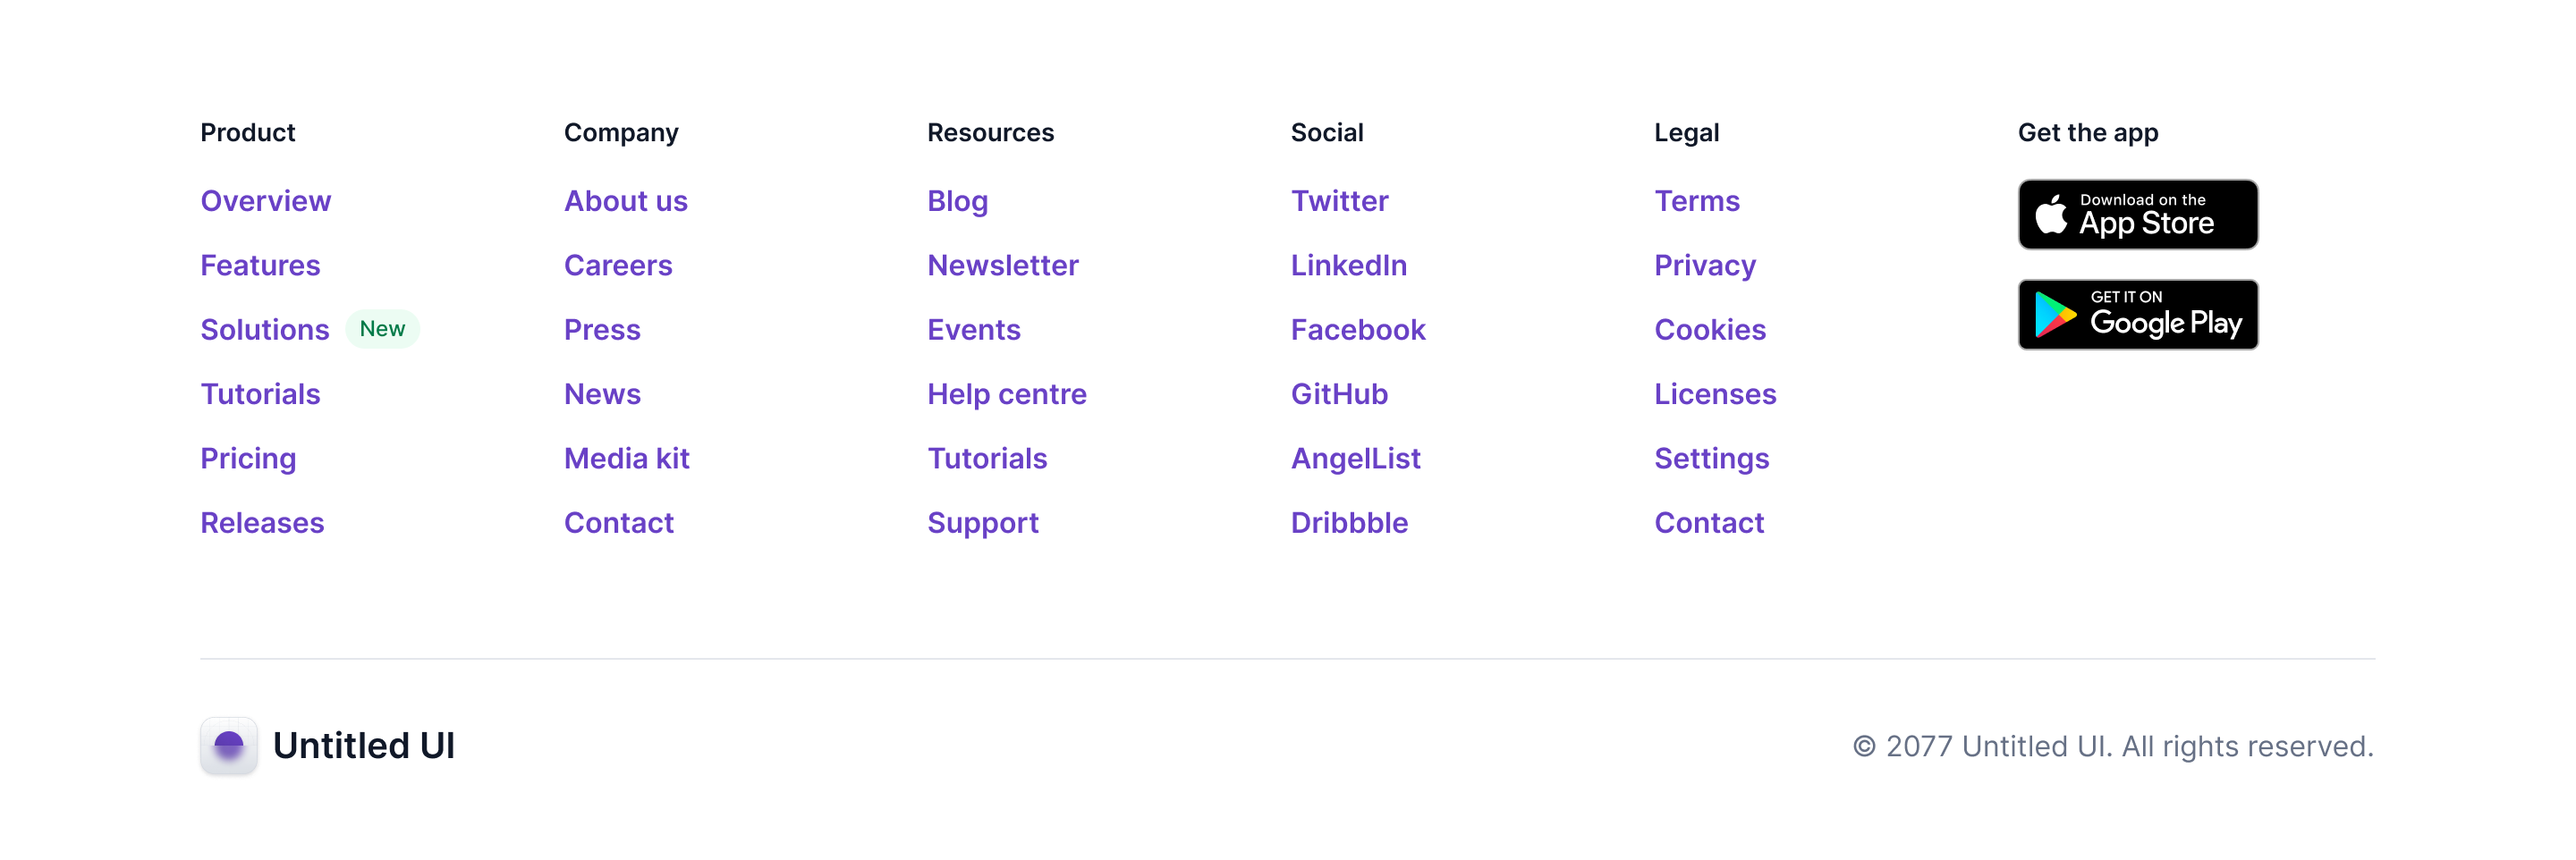 Product
Overview
Features
Solutions New
Tutorials
Pricing
Releases
Company
About us
Careers
Press
News
Media kit
Contact
Resources
Blog
Newsletter
Events
Help centre
Tutorials
Support
Social
Twitter
LinkedIn
Facebook
GitHub
AngelList
Dribbble
Legal
Terms
Privacy
Cookies
Licenses
Settings
Contact
Get the app
Download on the
App Store
GET IT ON
Google Play
Untitled UI
© 2077 Untitled UI. All rights reserved.